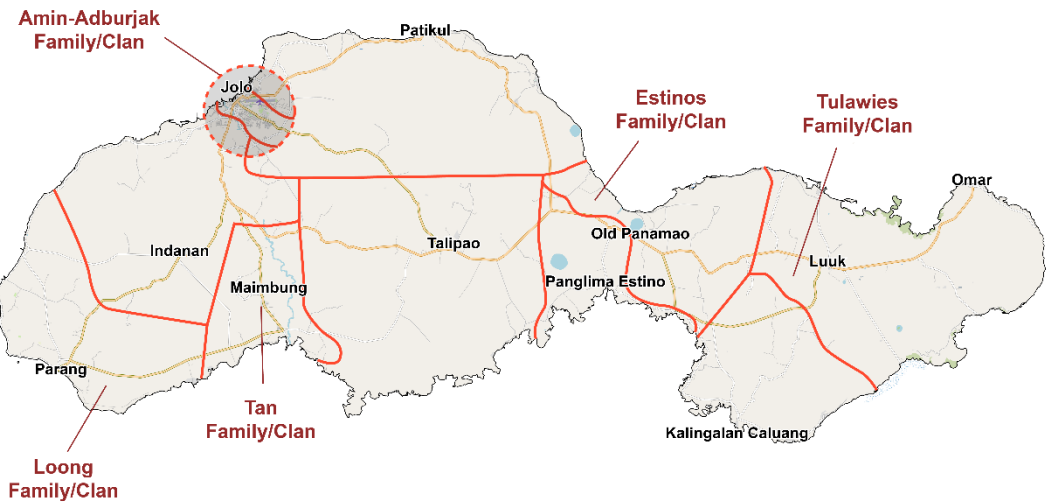 Amin-Adburjak
Family/Clan
Patikul
Jolo
Estinos
Family/Clan
Tulawies
Family/Clan
Omar
Indanan
Talipao
Old Panamao
Luuk
Maimbung
Panglima Estino
Parang
Tan
Family/Clan
Kalingalan Caluang
Loong
Family/Clan